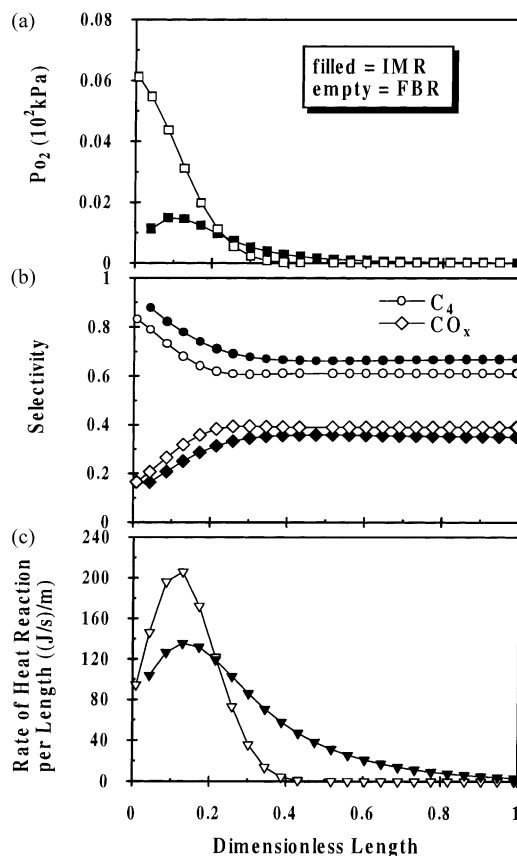 (a)
0.08
0.06
0.04
0.02
0
Po₂ (10²kPa)
filled = IMR
empty = FBR
(b)
1
0.8
0.6
0.4
0.2
0
Selectivity
C₄
COₓ
(c)
240
200
160
120
80
40
0
Rate of Heat Reaction
per Length ((J/s)/m)
0 0.2 0.4 0.6 0.8 1
Dimensionless Length